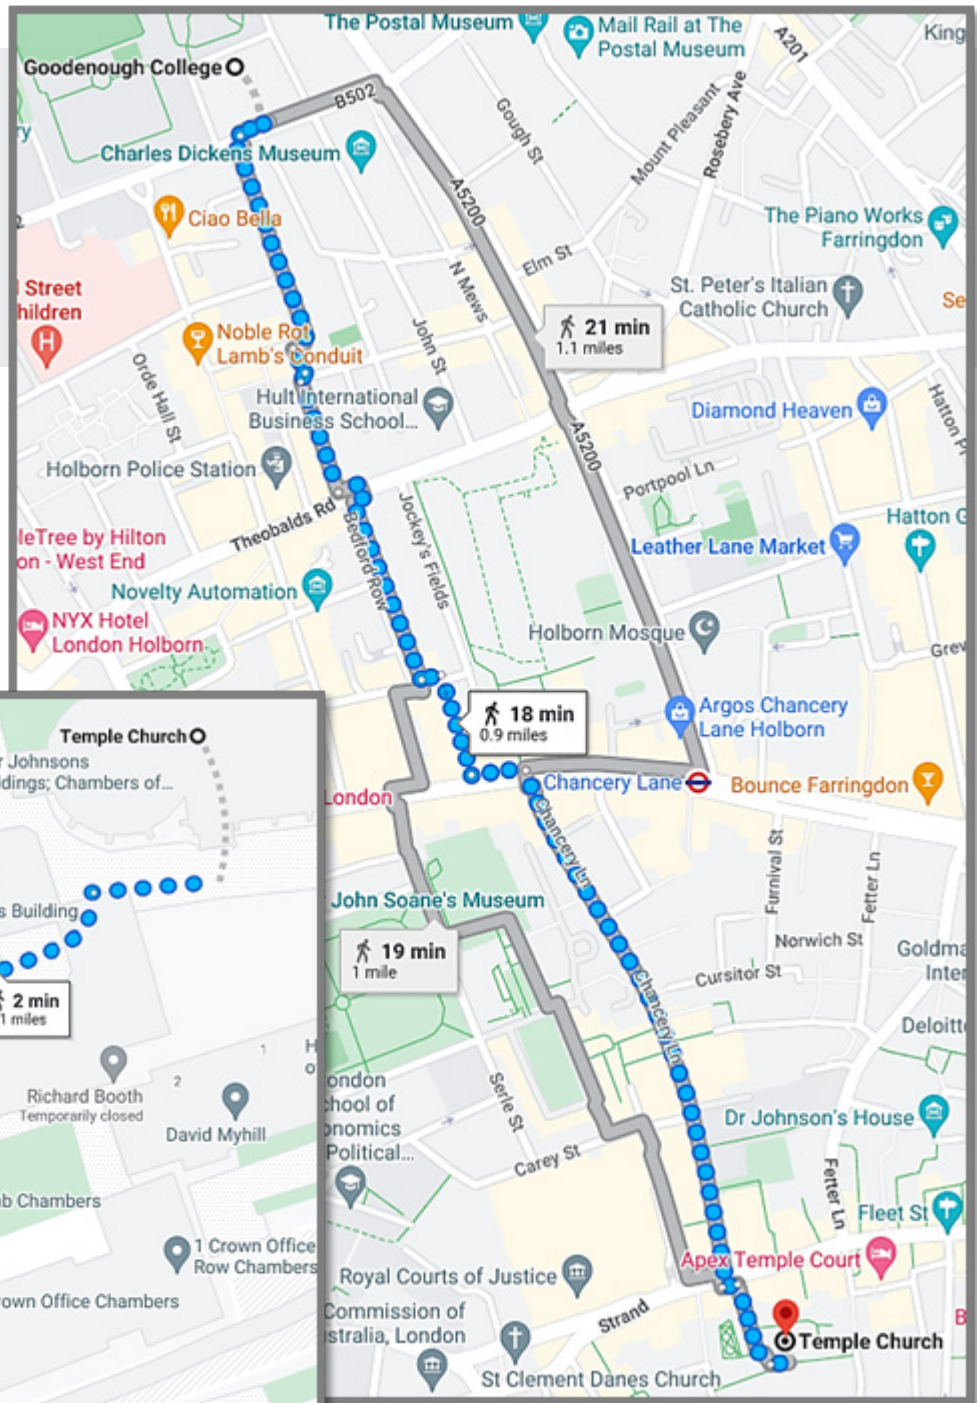 The Postal Museum
Mail Rail at The
Postal Museum
A201
King
Goodenough College
B502
Gough St
Mount Pleasant
Rosebery Ave
ry
Charles Dickens Museum
A5200
Ciao Bella
The Piano Works
Farringdon
Elm St
N Mews
St. Peter's Italian
Catholic Church
l Street
hildren
Se
21 min
1.1 miles
Noble Rot
Lamb's Conduit
John St
Orde Hall St
Hult International
Business School...
Diamond Heaven
Hatton Pl
A5200
Holborn Police Station
Portpool Ln
Theobalds Rd
Jockey's Fields
Bedford Row
Hatton G
leTree by Hilton
on - West End
Leather Lane Market
Novelty Automation
NYX Hotel
London Holborn
Holborn Mosque
Grev
Argos Chancery
Lane Holborn
18 min
0.9 miles
Temple Church
r Johnsons
ldings; Chambers of...
Chancery Lane
Bounce Farringdon
London
Chancery Ln
Furnival St
Fetter Ln
John Soane's Museum
s Building
Norwich St
19 min
1 mile
Goldma
Inter
Cursitor St
Chancery Ln
2 min
1 miles
Deloitte
1
H
o
Richard Booth
Temporarily closed
2
David Myhill
ondon
chool of
onomics
Political...
Serle St
Dr Johnson's House
Carey St
Fetter Ln
b Chambers
Fleet St
1 Crown Office
Row Chambers
Royal Courts of Justice
Apex Temple Court
rown Office Chambers
Commission of
stralia, London
Strand
B
Temple Church
St Clement Danes Church